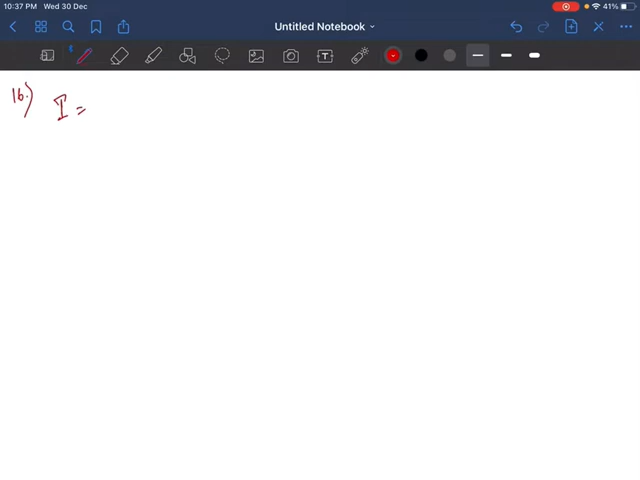 10:37 PM Wed 30 Dec
41%
Untitled Notebook
T
16.) I =